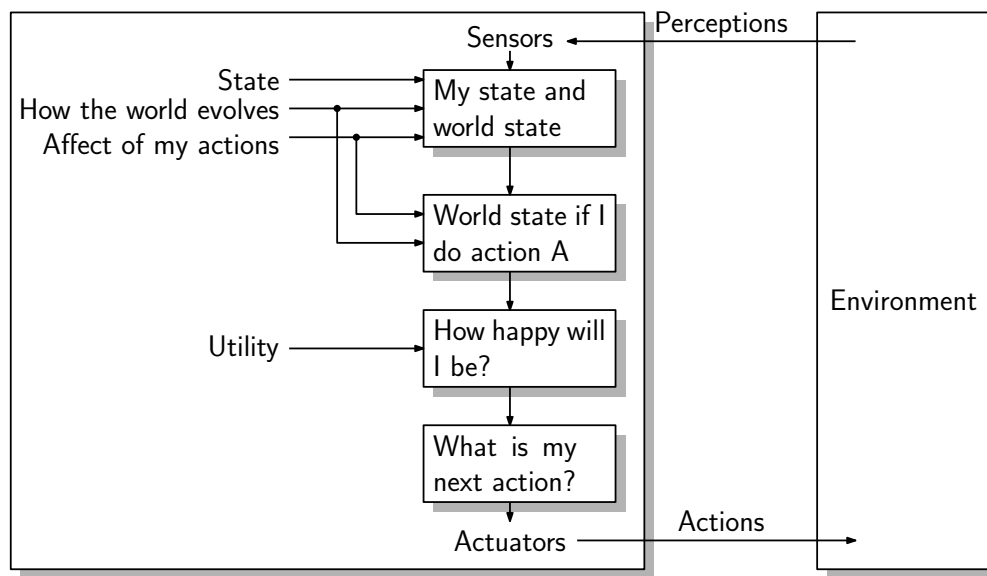 Perceptions
Sensors
State
How the world evolves
Affect of my actions
My state and
world state
World state if I
do action A
Environment
Utility
How happy will
I be?
What is my
next action?
Actions
Actuators